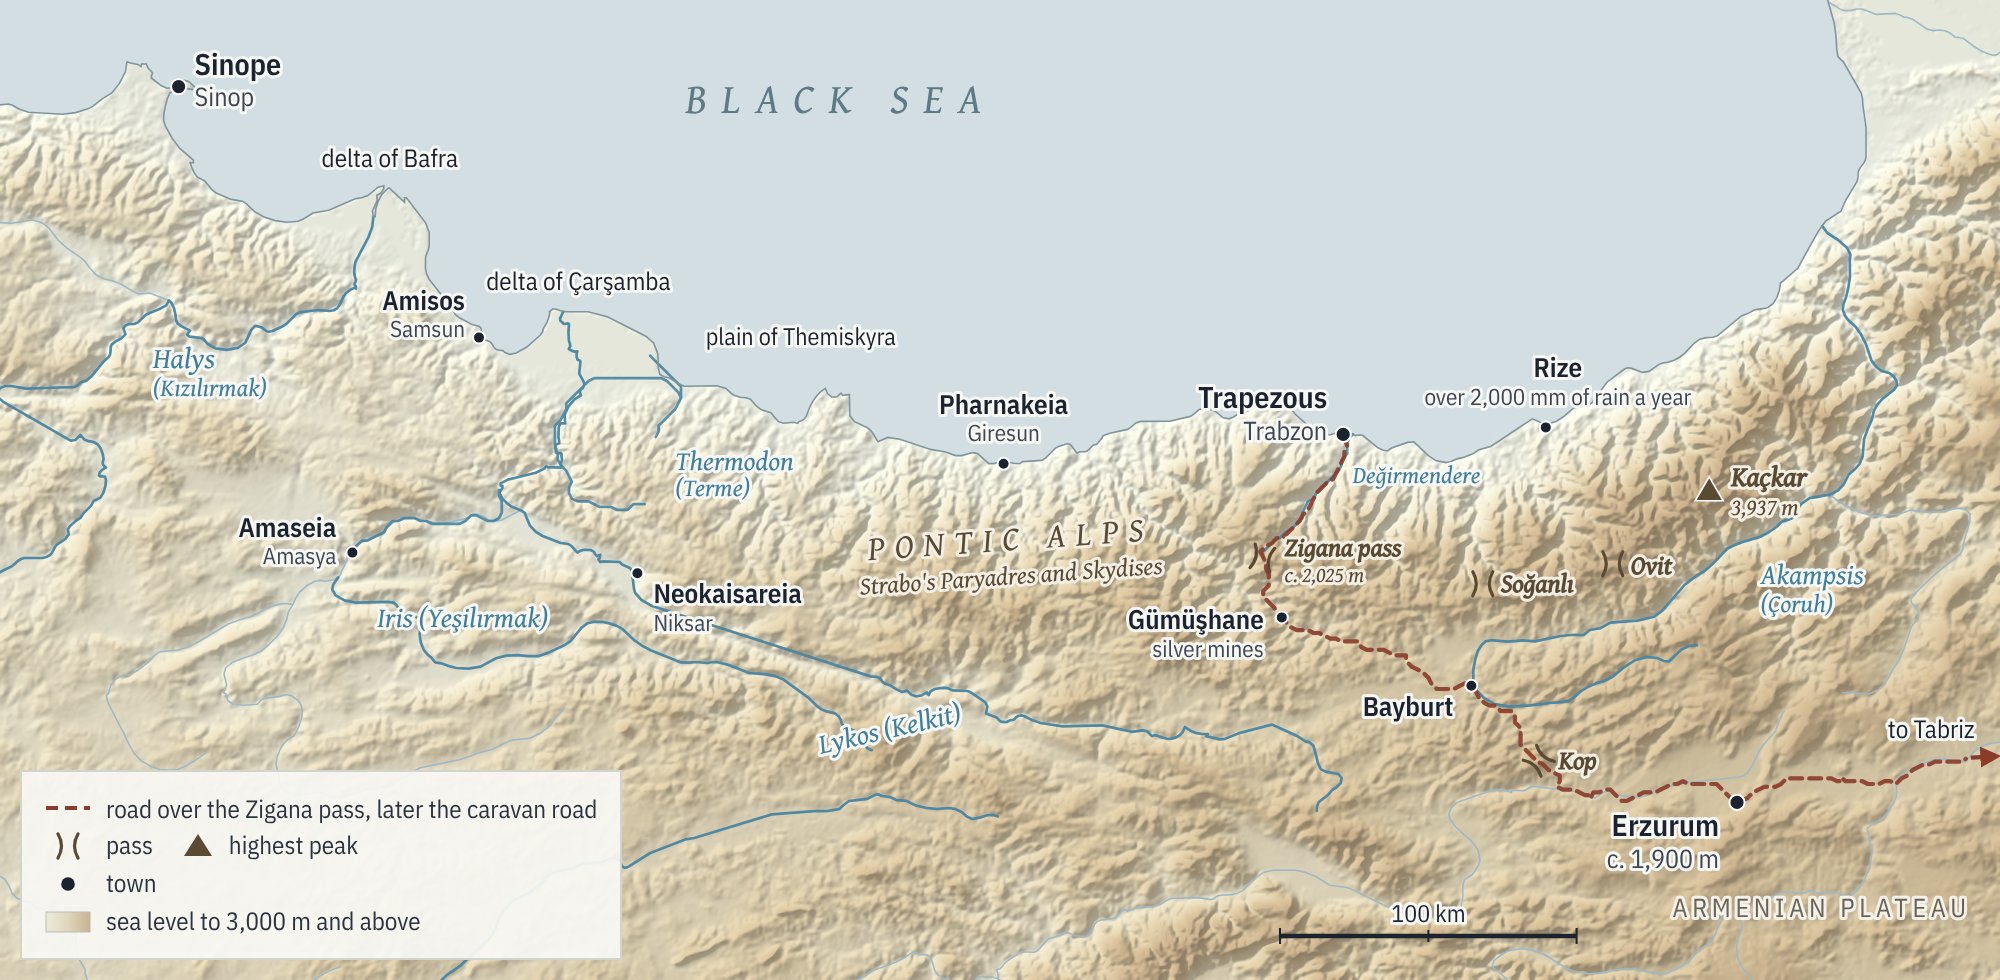 Sinope
Sinop
BLACK SEA
delta of Bafra
delta of Çarşamba
Amisos
Samsun
plain of Themiskyra
Halys
(Kızılırmak)
Pharnakeia
Giresun
Trapezous
Trabzon
Rize
over 2,000 mm of rain a year
Thermodon
(Terme)
Değirmendere
Kaçkar
3,937 m
Amaseia
Amasya
PONTIC ALPS
Strabo's Paryadres and Skydises
Zigana pass
c. 2,025 m
Soğanlı
Ovit
Akampsis
(Çoruh)
Neokaisareia
Niksar
Iris (Yeşilırmak)
Gümüşhane
silver mines
Bayburt
Lykos (Kelkit)
Kop
to Tabriz
Erzurum
c. 1,900 m
ARMENIAN PLATEAU
100 km
road over the Zigana pass, later the caravan road
pass
highest peak
town
sea level to 3,000 m and above